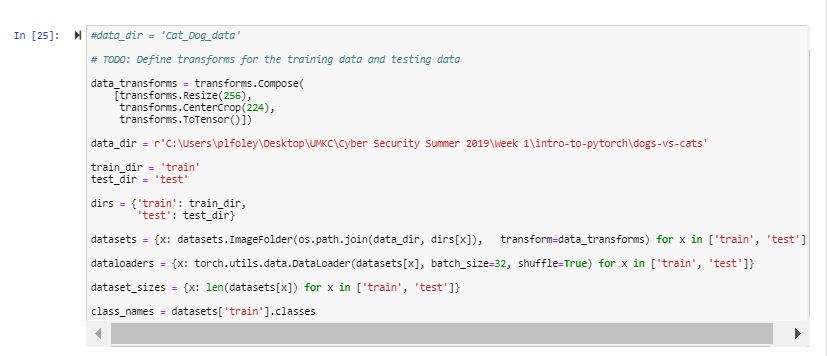 In [25]: #data_dir = 'Cat_Dog_data'
# TODO: Define transforms for the training data and testing data
data_transforms = transforms.Compose(
[transforms.Resize(256),
transforms.CenterCrop(224),
transforms.ToTensor()])
data_dir = r'C:\Users\plfoley\Desktop\UMKC\Cyber Security Summer 2019\Week 1\intro-to-pytorch\dogs-vs-cats'
train_dir = 'train'
test_dir = 'test'
dirs = {'train': train_dir,
'test': test_dir}
datasets = {x: datasets.ImageFolder(os.path.join(data_dir, dirs[x]),   transform=data_transforms) for x in ['train', 'test']
dataloaders = {x: torch.utils.data.DataLoader(datasets[x], batch_size=32, shuffle=True) for x in ['train', 'test']}
dataset_sizes = {x: len(datasets[x]) for x in ['train', 'test']}
class_names = datasets['train'].classes